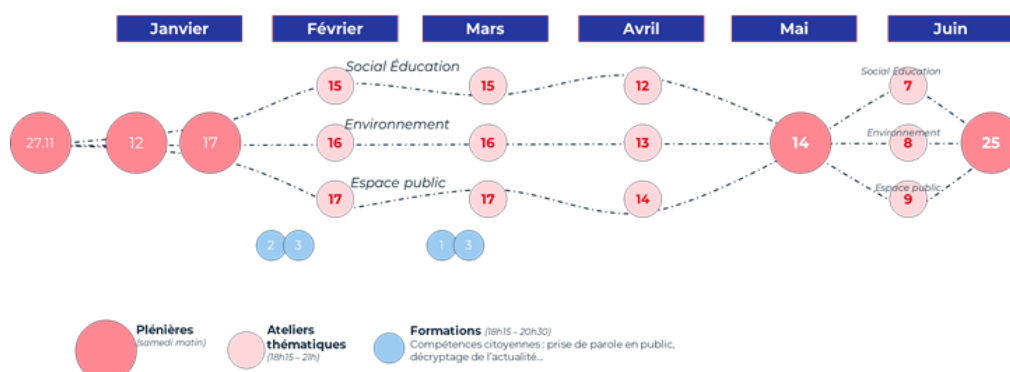 Janvier
Février
Mars
Avril
Mai
Juin
Social Éducation
Social Éducation
15
15
12
7
27.11
12
17
Environnement
Environnement
16
16
13
14
8
25
Espace public
Espace public
17
17
14
9
2
3
1
3
Plénières
(samedi matin)
Ateliers
thématiques
(18h15 – 21h)
Formations (18h15 – 20h30)
Compétences citoyennes : prise de parole en public,
décryptage de l'actualité...